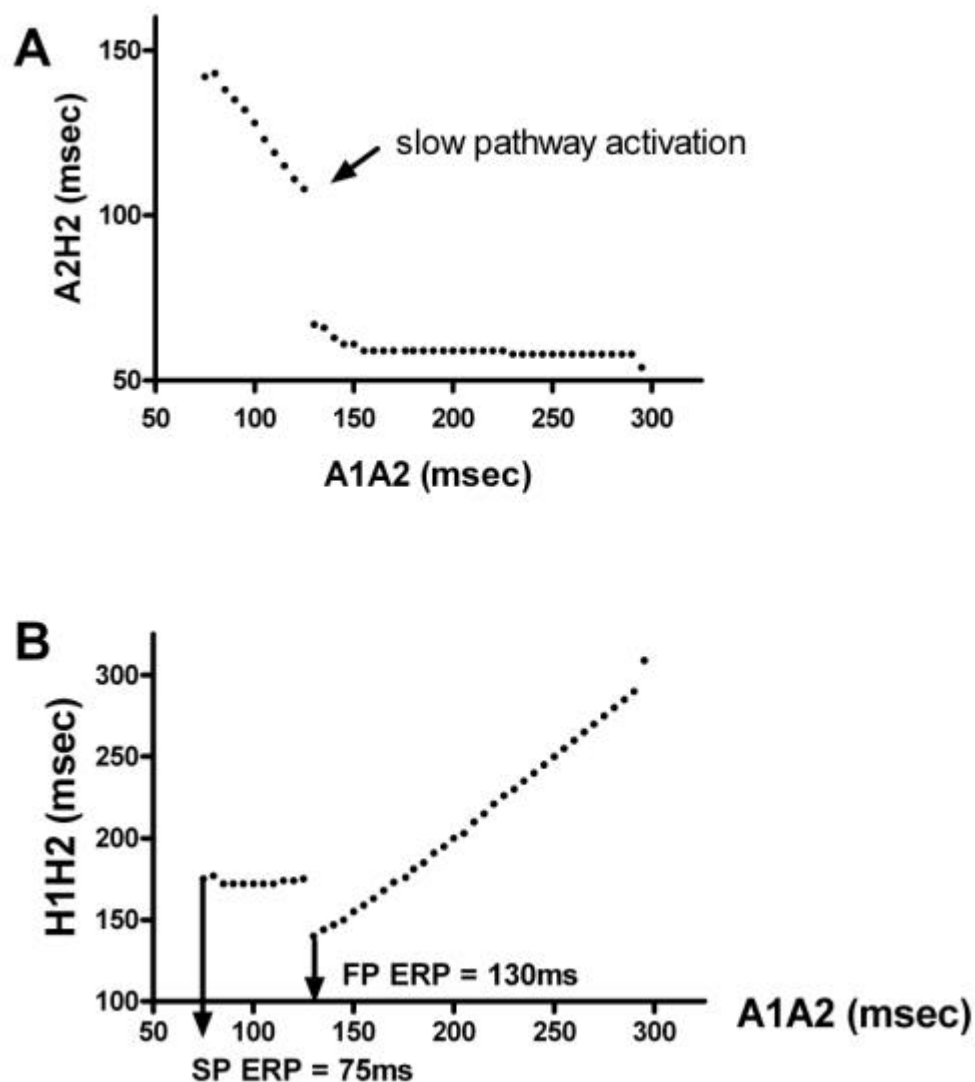 A
150
100
50
A2H2 (msec)
slow pathway activation
50 100 150 200 250 300
A1A2 (msec)
B
300
250
200
150
100
H1H2 (msec)
FP ERP = 130ms
50 100 150 200 250 300
A1A2 (msec)
SP ERP = 75ms